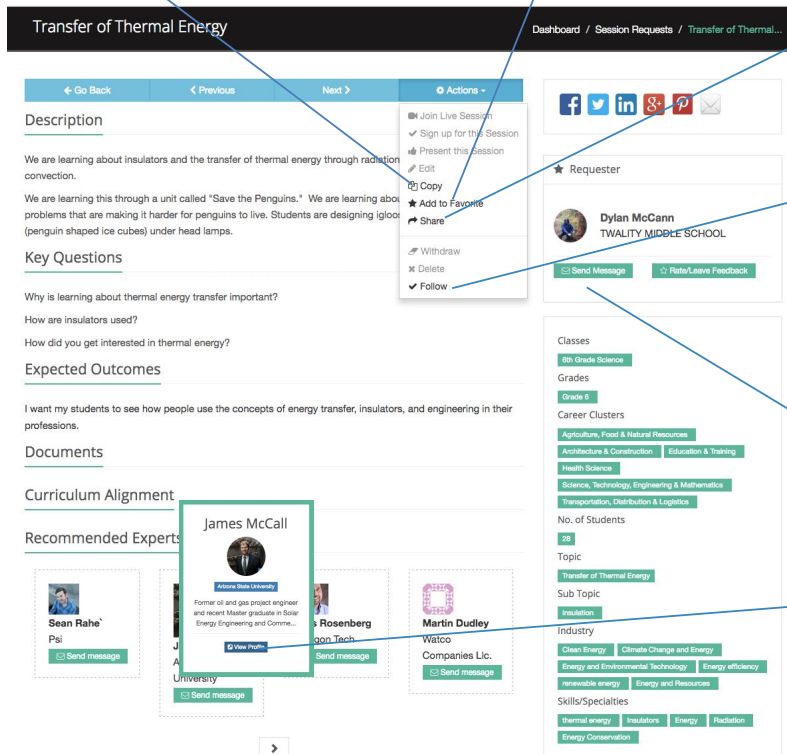 Transfer of Thermal Energy
Dashboard / Session Requests / Transfer of Thermal...
Go Back
Previous
Next
Actions
Join Live Session
Sign up for this Session
Present this Session
Edit
Copy
Add to Favorite
Share
Withdraw
Delete
Follow
Description
We are learning about insulators and the transfer of thermal energy through radiation
convection.
We are learning this through a unit called "Save the Penguins." We are learning abou
problems that are making it harder for penguins to live. Students are designing igloos
(penguin shaped ice cubes) under head lamps.
Key Questions
Why is learning about thermal energy transfer important?
How are insulators used?
How did you get interested in thermal energy?
Expected Outcomes
I want my students to see how people use the concepts of energy transfer, insulators, and engineering in their
professions.
Documents
Curriculum Alignment
Recommended Experts
Sean Rahe`
Psi
Send message
James McCall
Arizona State University
Former oil and gas project engineer
and recent Master graduate in Solar
Energy Engineering and Comme...
View Profile
University
Send message
s Rosenberg
gon Tech
Send message
Martin Dudley
Watco
Companies Llc.
Send message
Requester
Dylan McCann
TWALITY MIDDLE SCHOOL
Send Message
Rate/Leave Feedback
Classes
6th Grade Science
Grades
Grade 6
Career Clusters
Agriculture, Food & Natural Resources
Architecture & Construction Education & Training
Health Science
Science, Technology, Engineering & Mathematics
Transportation, Distribution & Logistics
No. of Students
28
Topic
Transfer of Thermal Energy
Sub Topic
Insulation
Industry
Clean Energy Climate Change and Energy
Energy and Environmental Technology Energy efficiency
renewable energy Energy and Resources
Skills/Specialties
thermal energy Insulators Energy Radiation
Energy Conservation